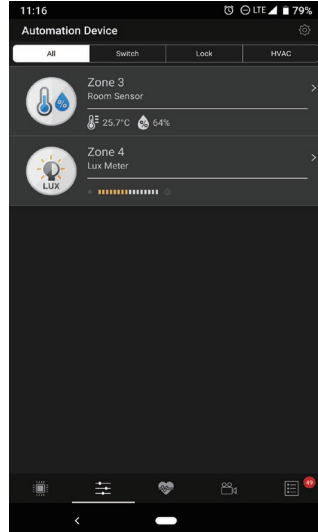 11:16 LTE 79%
Automation Device
All Switch Lock HVAC
Zone 3
Room Sensor
25.7°C % 64%
%
Zone 4
Lux Meter
LUX
49